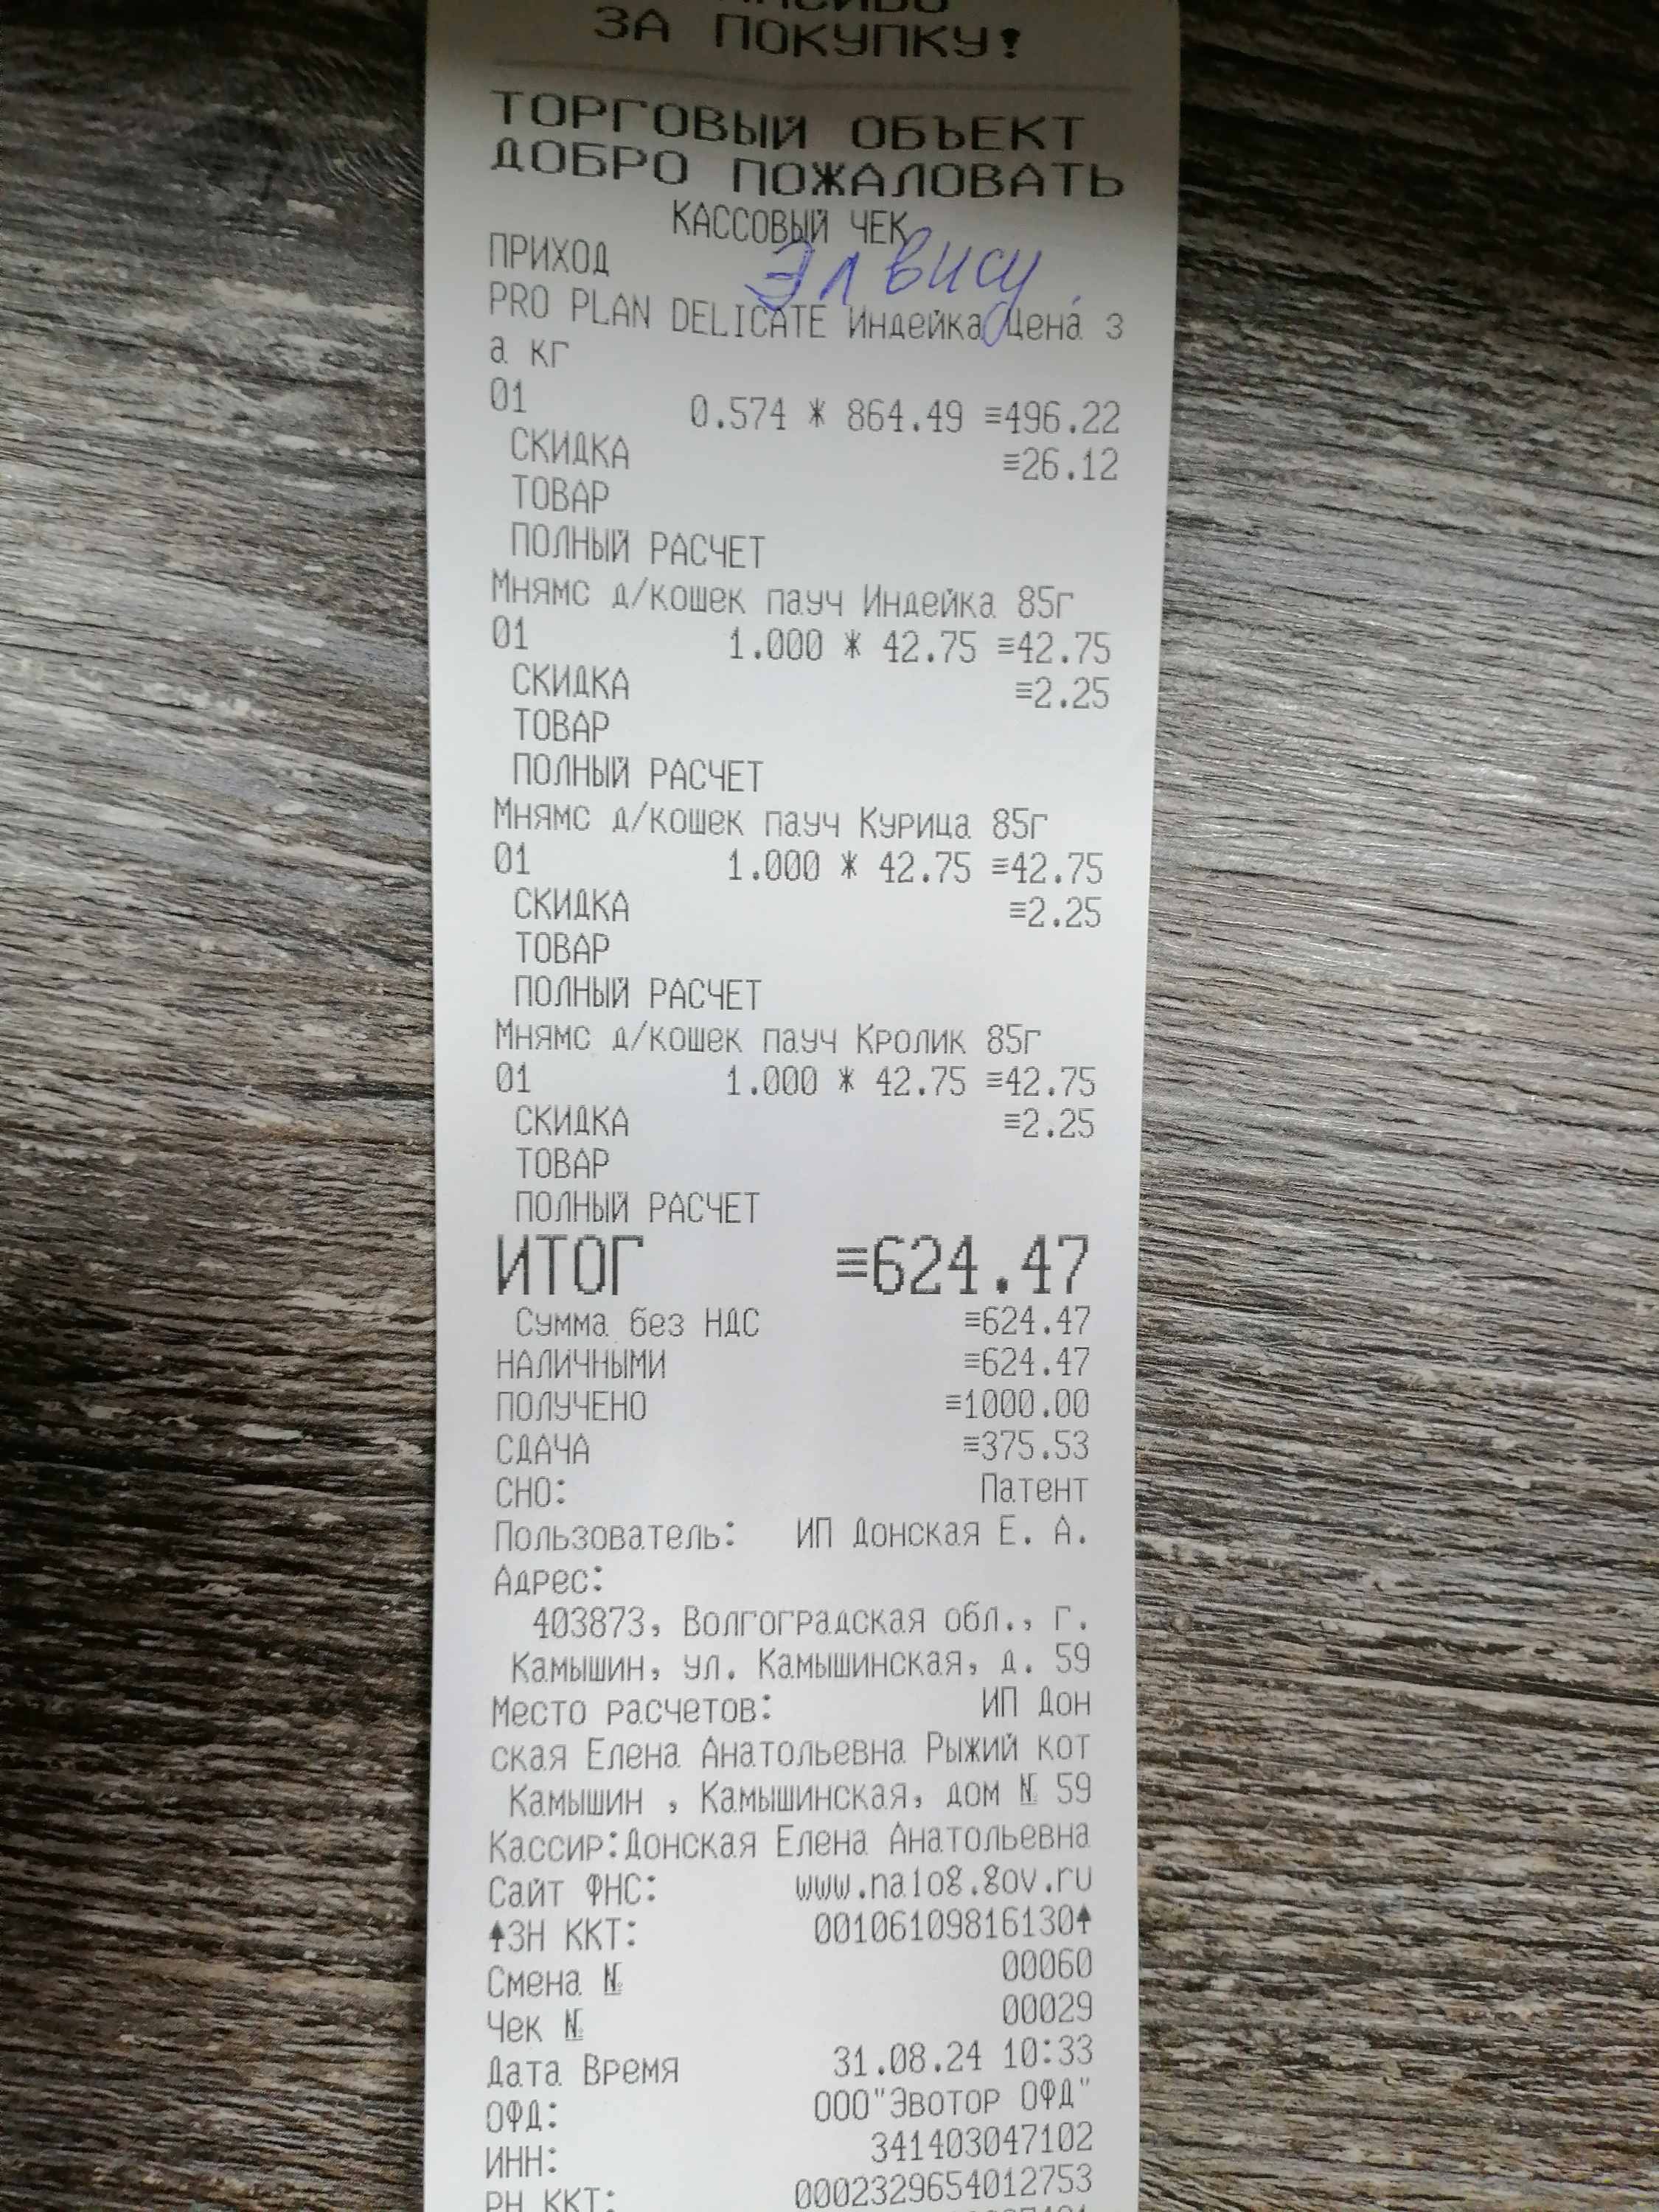 ЗА ПОКУПКУ!
ТОРГОВЫЙ ОБЪЕКТ
ДОБРО ПОЖАЛОВАТЬ
КАССОВЫЙ ЧЕК
ПРИХОД
Элвису
PRO PLAN DELICATE Индейка Цена з
а кг
01 0.574 * 864.49 ≡496.22
СКИДКА ≡26.12
ТОВАР
ПОЛНЫЙ РАСЧЕТ
Мнямс д/кошек пауч Индейка 85г
01 1.000 * 42.75 ≡42.75
СКИДКА ≡2.25
ТОВАР
ПОЛНЫЙ РАСЧЕТ
Мнямс д/кошек пауч Курица 85г
01 1.000 * 42.75 ≡42.75
СКИДКА ≡2.25
ТОВАР
ПОЛНЫЙ РАСЧЕТ
Мнямс д/кошек пауч Кролик 85г
01 1.000 * 42.75 ≡42.75
СКИДКА ≡2.25
ТОВАР
ПОЛНЫЙ РАСЧЕТ
ИТОГ ≡624.47
Сумма без НДС ≡624.47
НАЛИЧНЫМИ ≡624.47
ПОЛУЧЕНО ≡1000.00
СДАЧА ≡375.53
СНО: Патент
Пользователь: ИП Донская Е. А.
Адрес:
403873, Волгоградская обл., г.
Камышин, ул. Камышинская, д. 59
Место расчетов: ИП Дон
ская Елена Анатольевна Рыжий кот
Камышин , Камышинская, дом № 59
Кассир:Донская Елена Анатольевна
Сайт ФНС: www.nalog.gov.ru
↑ЗН ККТ: 00106109816130↑
Смена № 00060
Чек № 00029
Дата Время 31.08.24 10:33
ОФД: ООО"Эвотор ОФД"
ИНН: 341403047102
РН ККТ: 0002329654012753